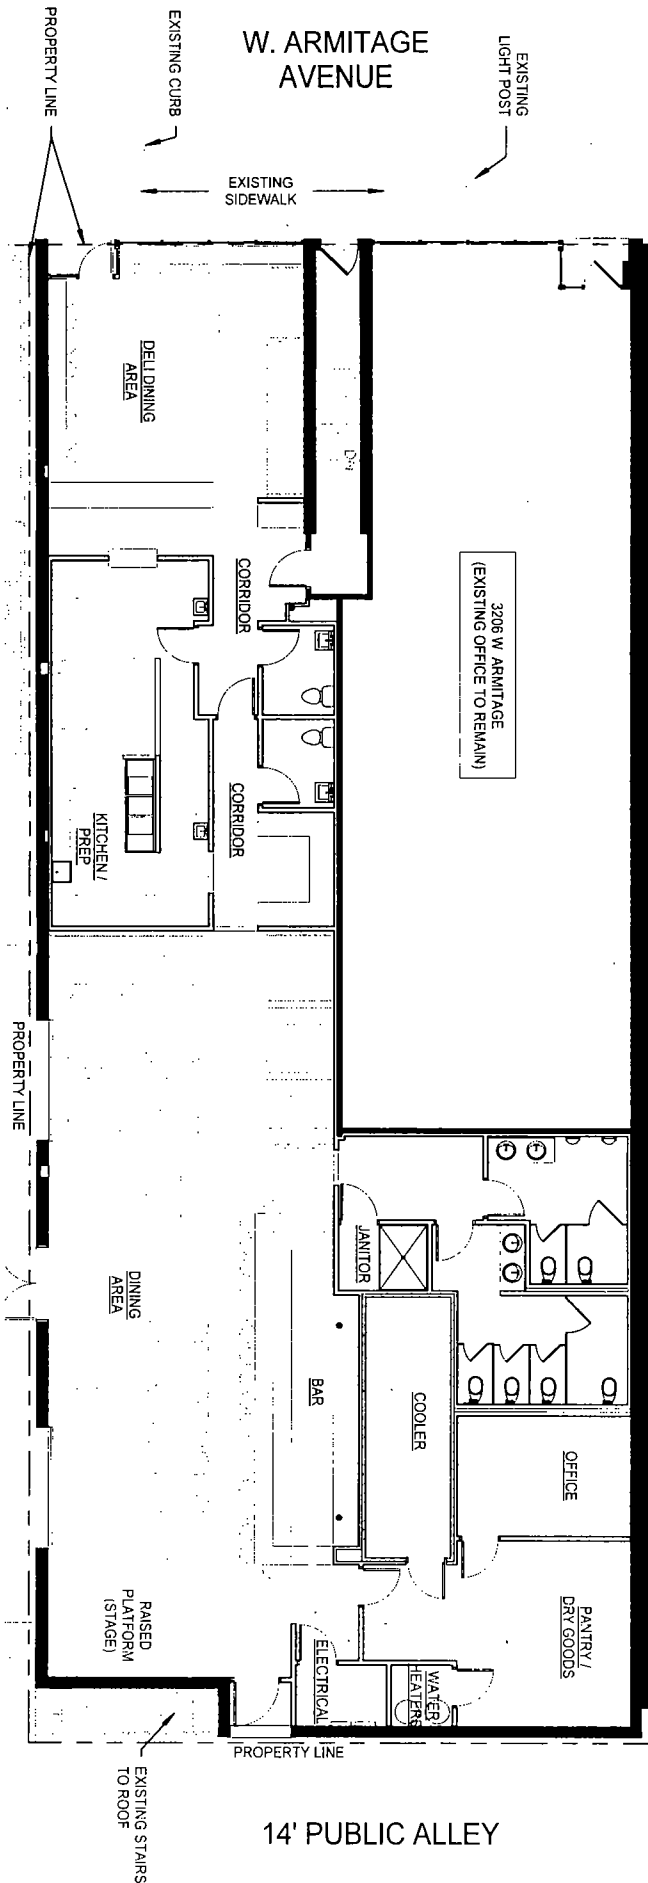 W. ARMITAGE
AVENUE
PROPERTY LINE
EXISTING CURB
EXISTING
LIGHT POST
EXISTING
SIDEWALK
DELI DINING
AREA
CORRIDOR
3206 W ARMITAGE
(EXISTING OFFICE TO REMAIN)
KITCHEN /
PREP
CORRIDOR
PROPERTY LINE
JANITOR
DINING
AREA
BAR
COOLER
OFFICE
RAISED
PLATFORM
(STAGE)
PANTRY /
DRY GOODS
ELECTRICAL
WATER
HEATERS
PROPERTY LINE
EXISTING STAIRS
TO ROOF
14' PUBLIC ALLEY